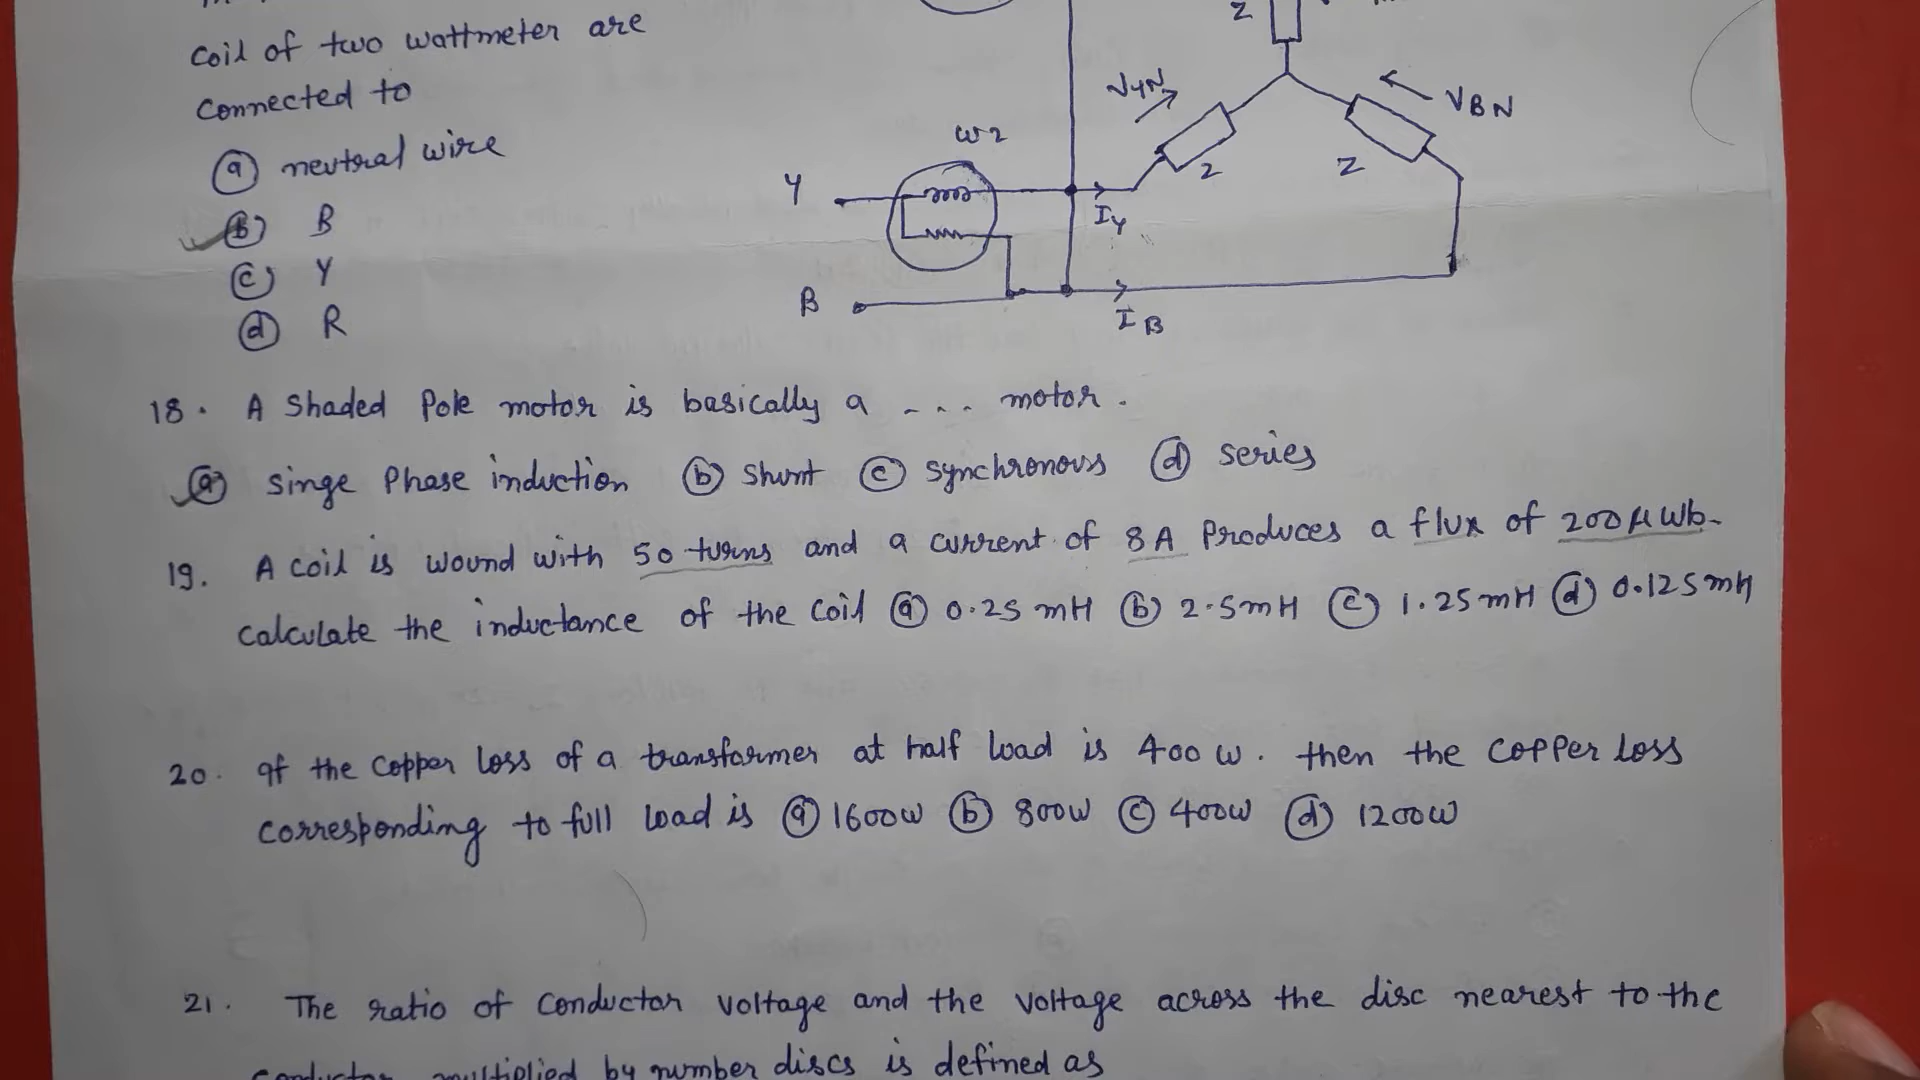 coil of two wattmeter are
connected to
(a) neutral wire
(b) B
(c) Y
(d) R
Z
VYN
VBN
W2
Z
Z
Y
IY
B
IB
18. A Shaded Pole motor is basically a .... motor.
(a) singe Phase induction (b) Shunt (c) synchronous (d) series
19. A coil is wound with 50 turns and a current of 8A Produces a flux of 200 μWb.
calculate the inductance of the coil (a) 0.25 mH (b) 2.5mH (c) 1.25mH (d) 0.125mH
20. If the copper loss of a transformer at half load is 400 W. then the copper loss
corresponding to full load is (a) 1600W (b) 800W (c) 400W (d) 1200W
21. The ratio of conductor voltage and the voltage across the disc nearest to the
conductor multiplied by number discs is defined as